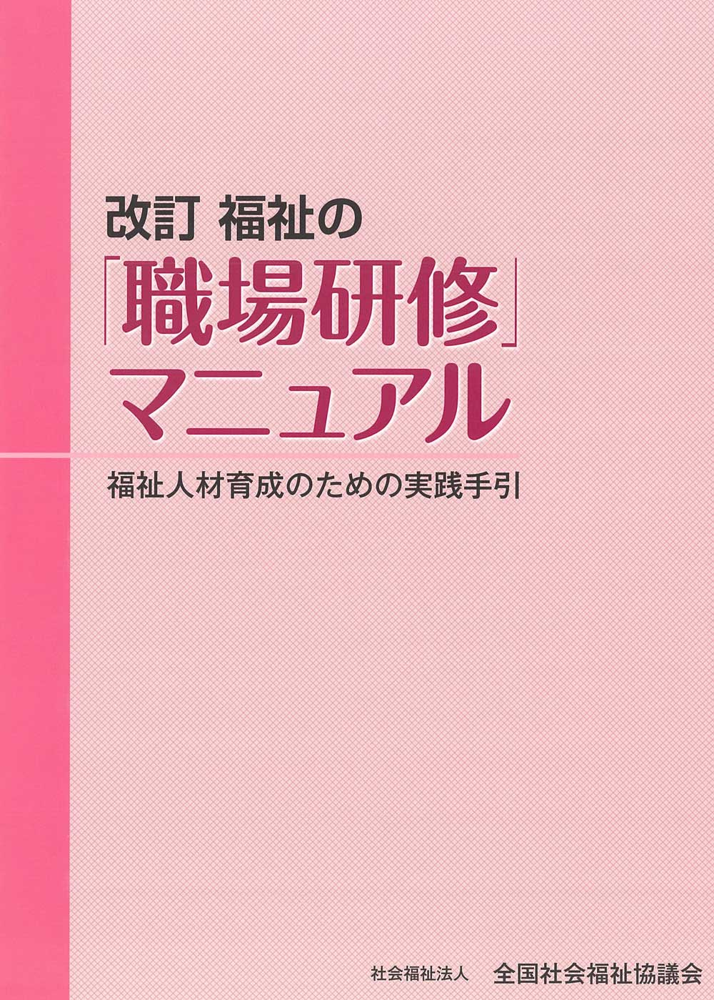 改訂 福祉の
「職場研修」
マニュアル
福祉人材育成のための実践手引
社会福祉法人 全国社会福祉協議会